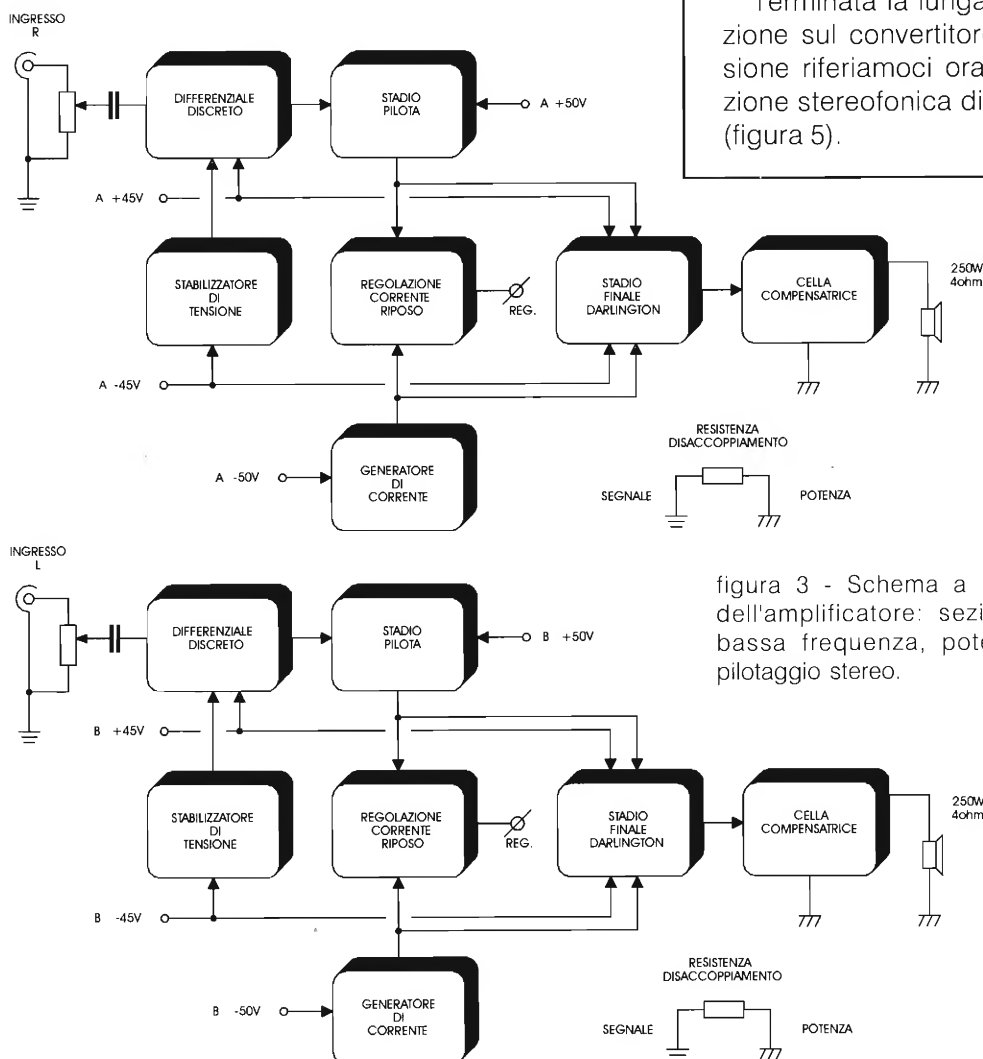 Terminata la lunga
zione sul convertitore
sione riferiamoci ora
zione stereofonica di
(figura 5).
INGRESSO
R
DIFFERENZIALE
DISCRETO
STADIO
PILOTA
A +50V
A +45V
STABILIZZATORE
DI
TENSIONE
REGOLAZIONE
CORRENTE
RIPOSO
REG.
STADIO
FINALE
DARLINGTON
CELLA
COMPENSATRICE
250W
4ohm
A -45V
A -50V
GENERATORE
DI
CORRENTE
RESISTENZA
DISACCOPPIAMENTO
SEGNALE
POTENZA
INGRESSO
L
DIFFERENZIALE
DISCRETO
STADIO
PILOTA
B +50V
figura 3 - Schema a
dell'amplificatore: sezi
bassa frequenza, pote
pilotaggio stereo.
B +45V
STABILIZZATORE
DI
TENSIONE
REGOLAZIONE
CORRENTE
RIPOSO
REG.
STADIO
FINALE
DARLINGTON
CELLA
COMPENSATRICE
250W
4ohm
B -45V
B -50V
GENERATORE
DI
CORRENTE
RESISTENZA
DISACCOPPIAMENTO
SEGNALE
POTENZA